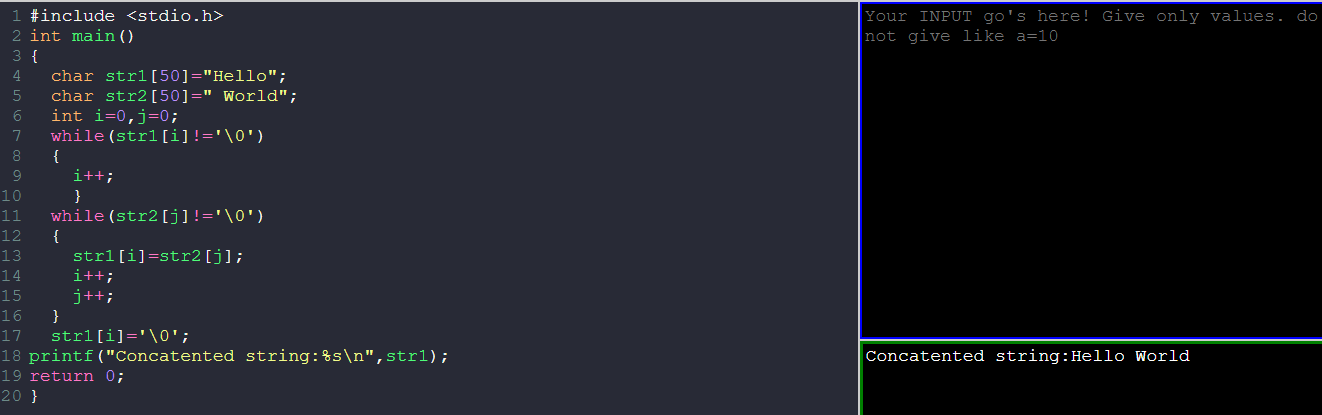 1 #include <stdio.h>
2 int main()
3 {
4   char str1[50]="Hello";
5   char str2[50]=" World";
6   int i=0,j=0;
7   while(str1[i]!='\0')
8   {
9     i++;
10     }
11   while(str2[j]!='\0')
12   {
13     str1[i]=str2[j];
14     i++;
15     j++;
16   }
17   str1[i]='\0';
18 printf("Concatented string:%s\n",str1);
19 return 0;
20 }
Your INPUT go's here! Give only values. do
not give like a=10
Concatented string:Hello World